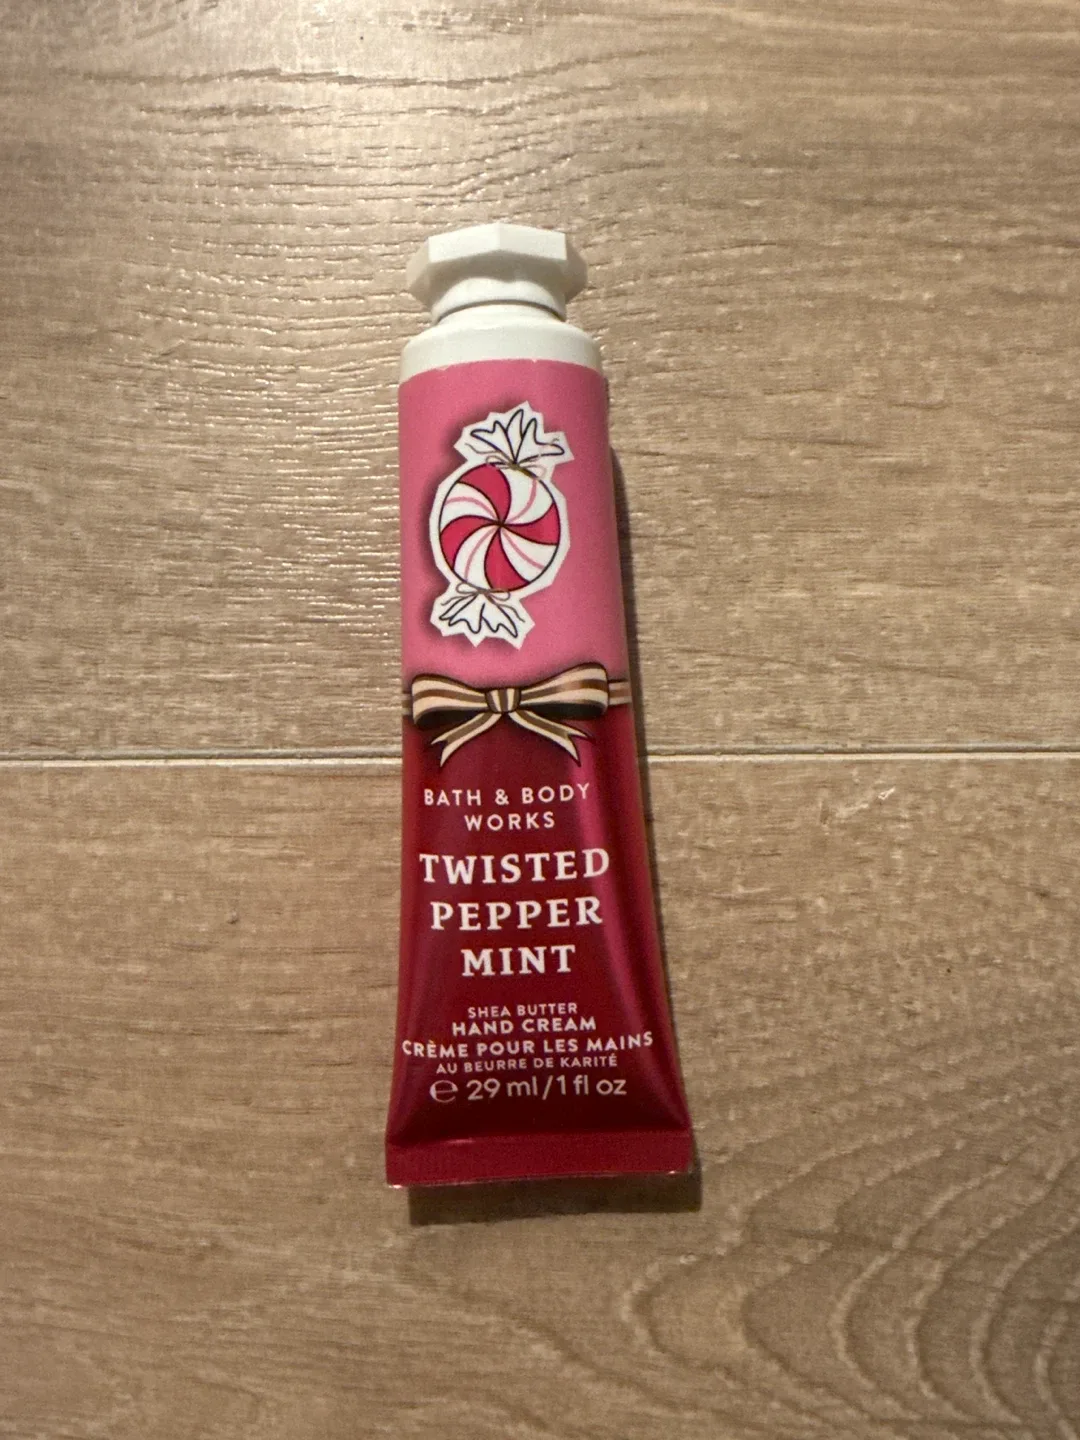 BATH & BODY
WORKS
TWISTED
PEPPER
MINT
SHEA BUTTER
HAND CREAM
CRÈME POUR LES MAINS
AU BEURRE DE KARITÉ
℮ 29 ml/1 fl oz